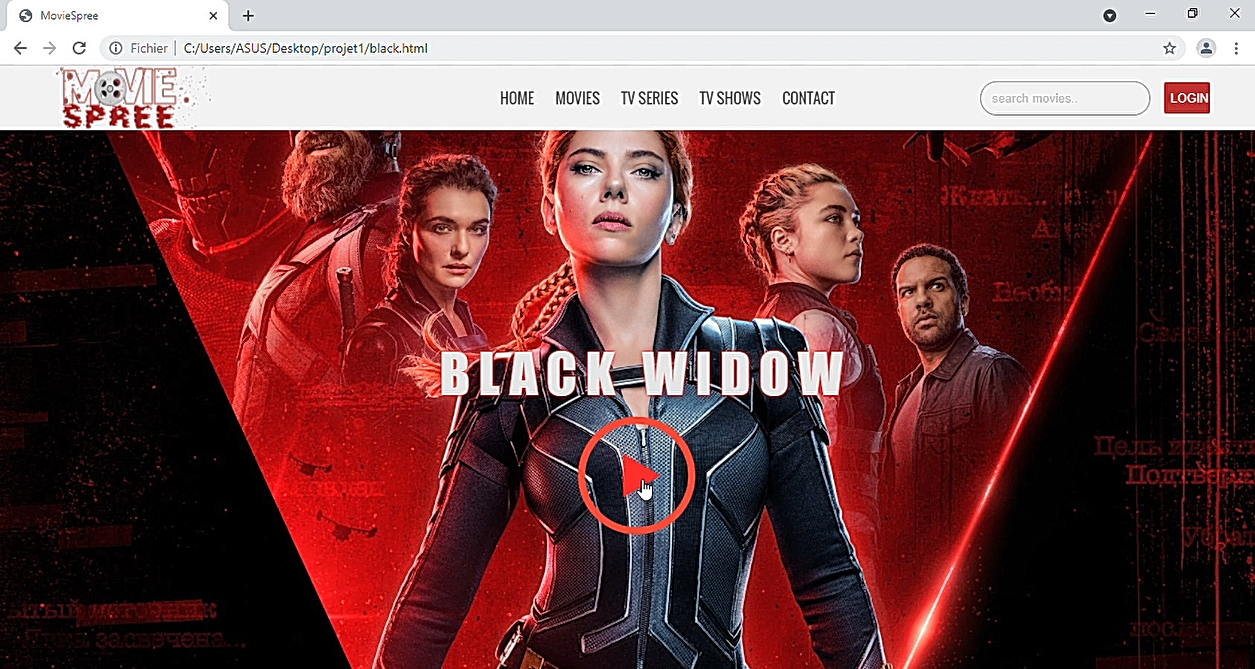 MovieSpree
Fichier
C:/Users/ASUS/Desktop/projet1/black.html
MOVIE
SPREE
HOME
MOVIES
TV SERIES
TV SHOWS
CONTACT
search movies..
LOGIN
BLACK WIDOW